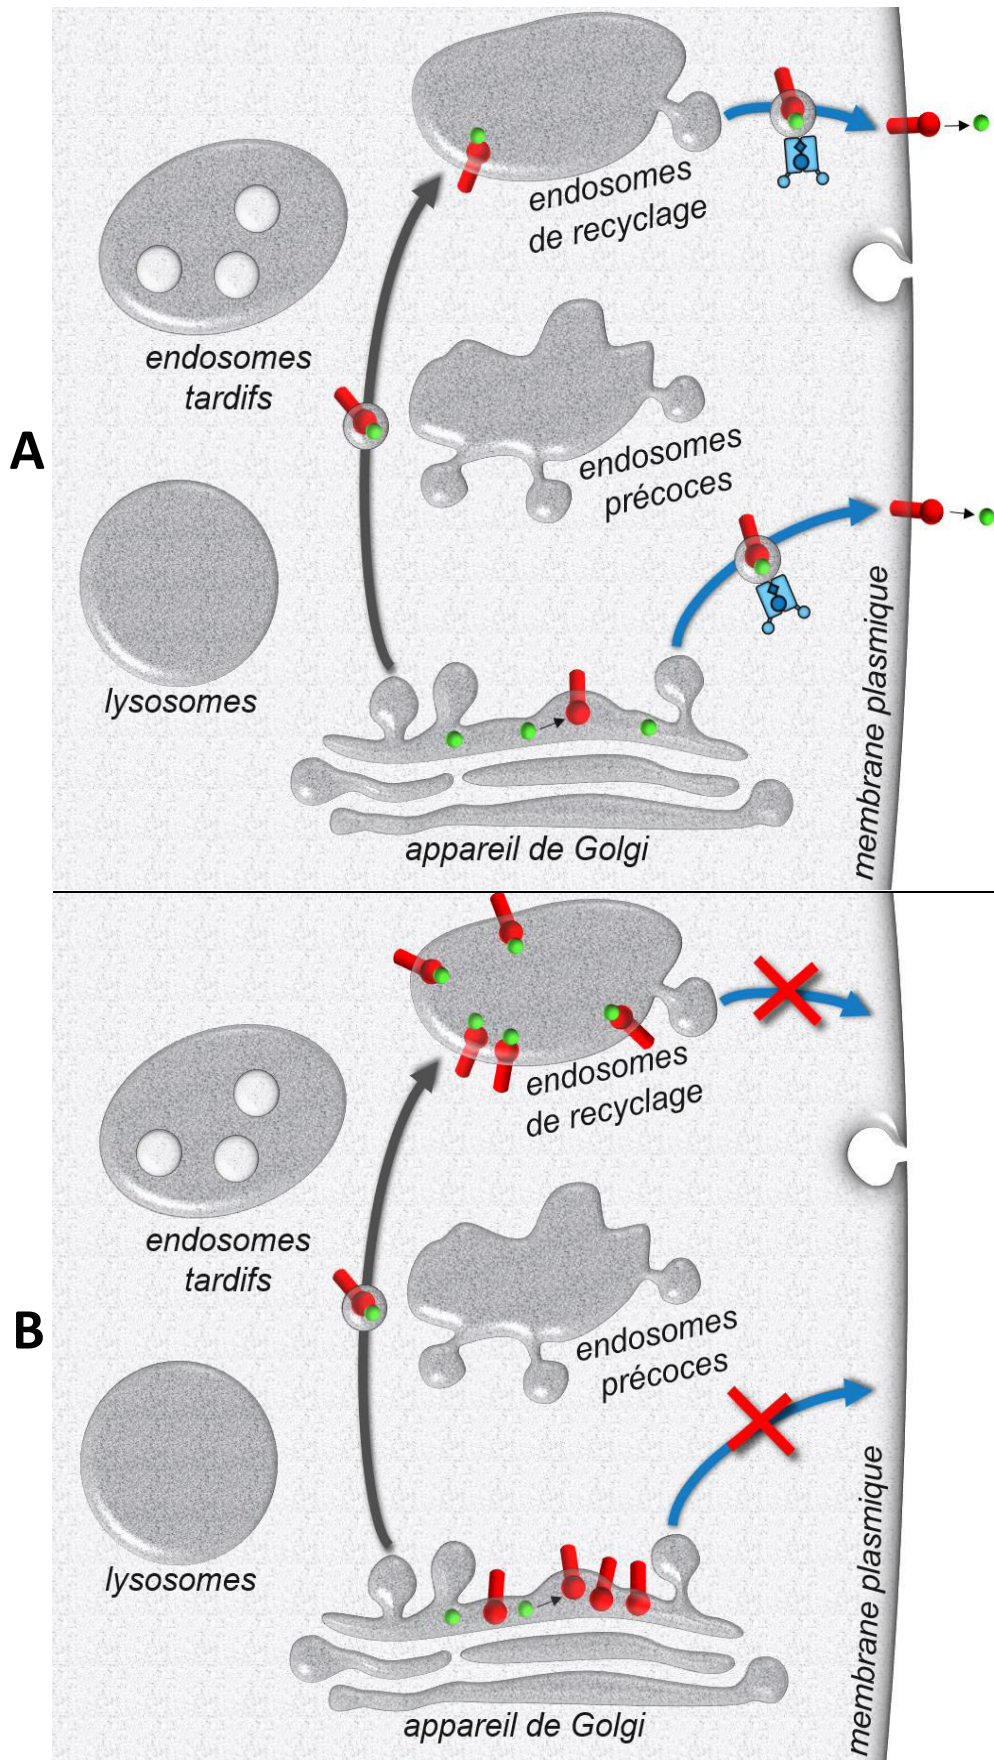 endosomes
de recyclage
endosomes
tardifs
A
endosomes
précoces
lysosomes
membrane plasmique
appareil de Golgi
endosomes
de recyclage
endosomes
tardifs
B
endosomes
précoces
lysosomes
membrane plasmique
appareil de Golgi